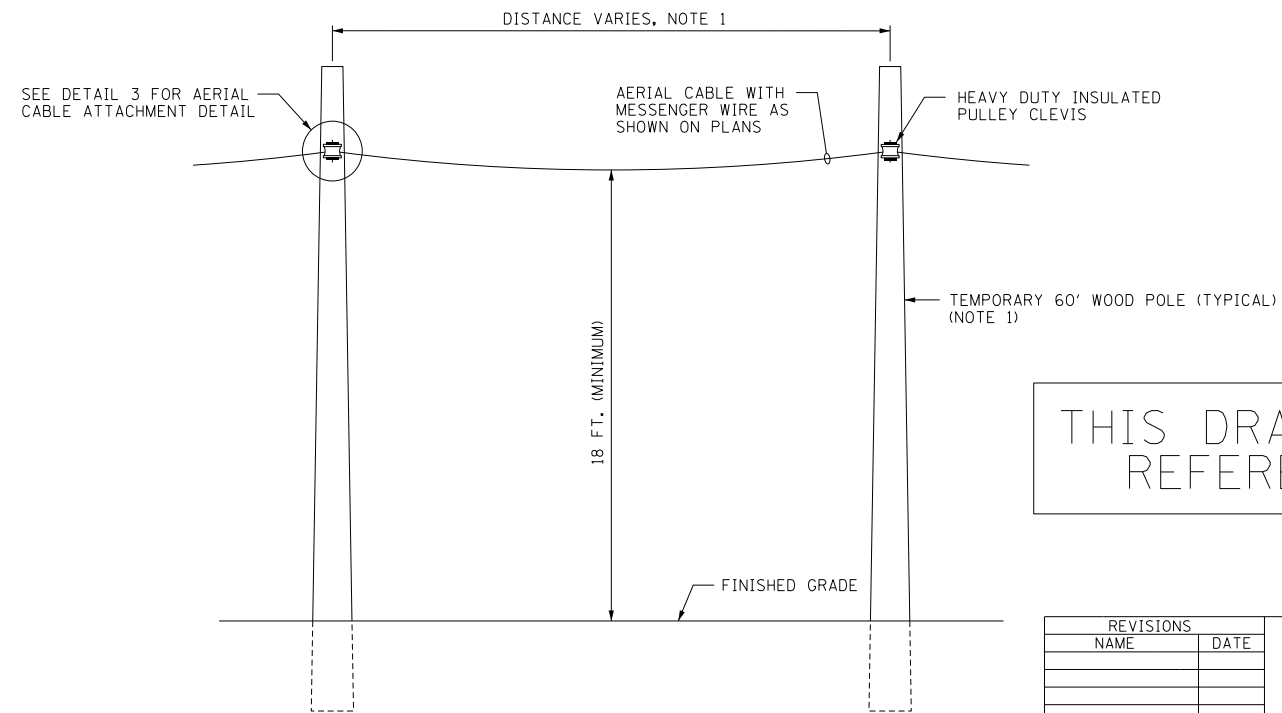 DISTANCE VARIES, NOTE 1
SEE DETAIL 3 FOR AERIAL
CABLE ATTACHMENT DETAIL
AERIAL CABLE WITH
MESSENGER WIRE AS
SHOWN ON PLANS
HEAVY DUTY INSULATED
PULLEY CLEVIS
TEMPORARY 60' WOOD POLE (TYPICAL)
(NOTE 1)
18 FT. (MINIMUM)
THIS
FINISHED GRADE
REVISIONS
NAME DATE